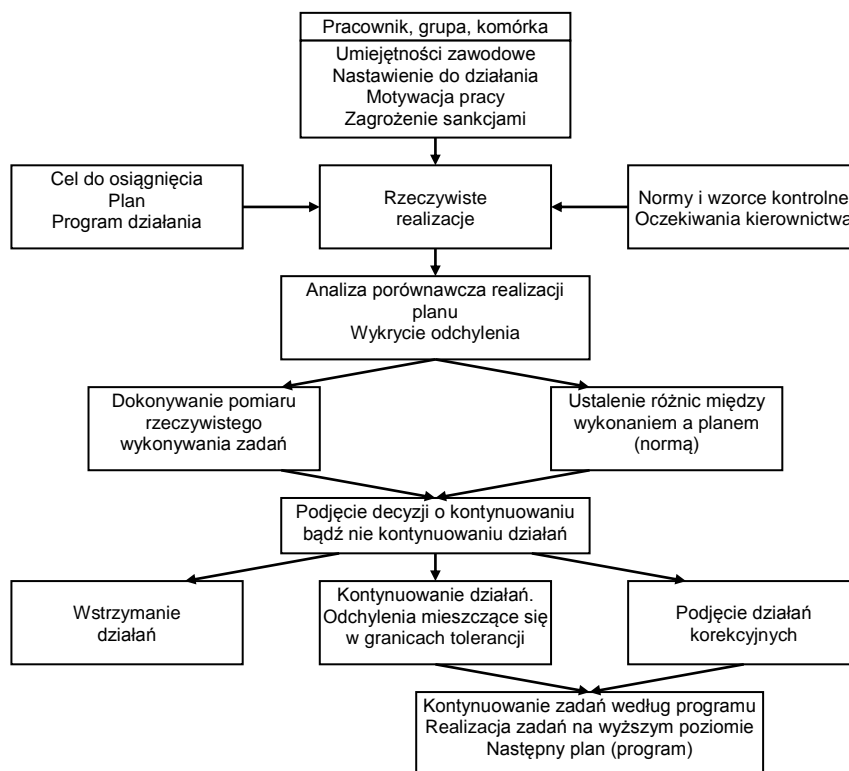 Pracownik, grupa, komórka
Umiejętności zawodowe
Nastawienie do działania
Motywacja pracy
Zagrożenie sankcjami
Cel do osiągnięcia
Plan
Program działania
Rzeczywiste
realizacje
Normy i wzorce kontrolne
Oczekiwania kierownictwa
Analiza porównawcza realizacji
planu
Wykrycie odchylenia
Dokonywanie pomiaru
rzeczywistego
wykonywania zadań
Ustalenie różnic między
wykonaniem a planem
(normą)
Podjęcie decyzji o kontynuowaniu
bądź nie kontynuowaniu działań
Wstrzymanie
działań
Kontynuowanie działań.
Odchylenia mieszczące się
w granicach tolerancji
Podjęcie działań
korekcyjnych
Kontynuowanie zadań według programu
Realizacja zadań na wyższym poziomie
Następny plan (program)